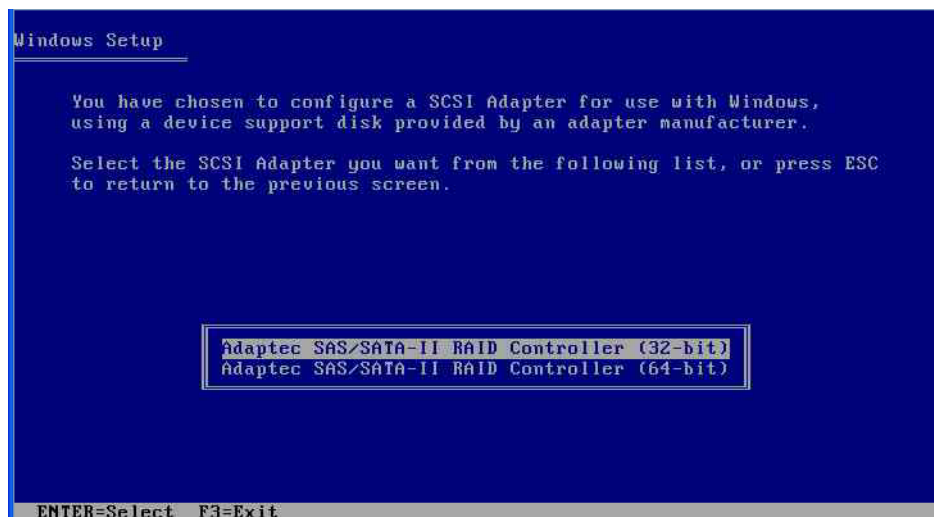 Windows Setup
You have chosen to configure a SCSI Adapter for use with Windows,
using a device support disk provided by an adapter manufacturer.
Select the SCSI Adapter you want from the following list, or press ESC
to return to the previous screen.
Adaptec SAS/SATA-II RAID Controller (32-bit)
Adaptec SAS/SATA-II RAID Controller (64-bit)
ENTER=Select F3=Exit